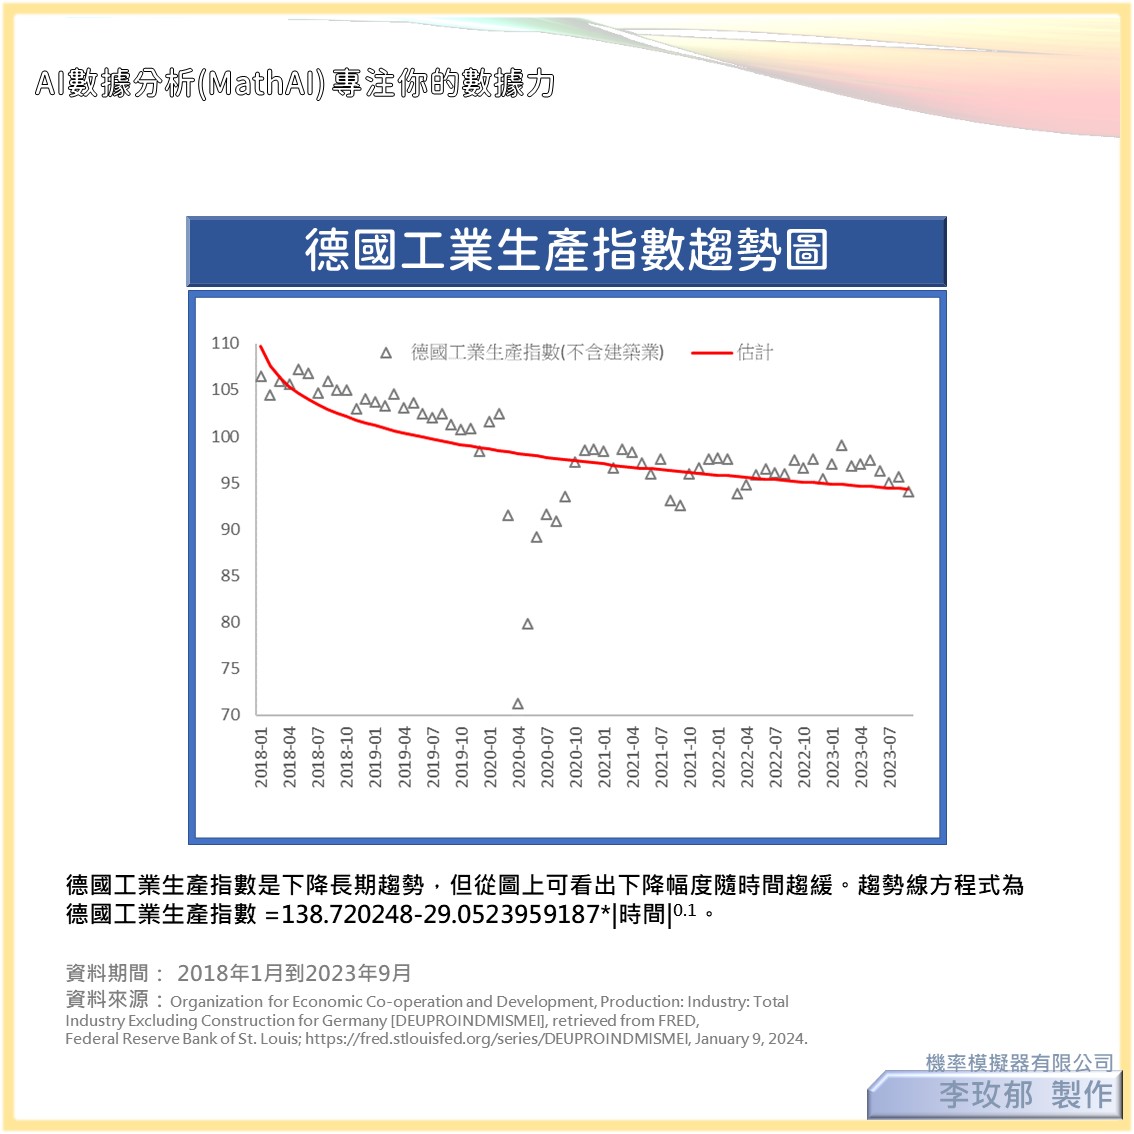 AI數據分析(MathAI) 專注你的數據力
德國工業生產指數趨勢圖
德國工業生產指數(不含建築業) 估計
110
105
100
95
90
85
80
75
70
2018-01 2018-04 2018-07 2018-10 2019-01 2019-04 2019-07 2019-10 2020-01 2020-04 2020-07 2020-10 2021-01 2021-04 2021-07 2021-10 2022-01 2022-04 2022-07 2022-10 2023-01 2023-04 2023-07
德國工業生產指數是下降長期趨勢，但從圖上可看出下降幅度隨時間趨緩。趨勢線方程式為
德國工業生產指數 =138.720248-29.0523959187*|時間|^0.1。
資料期間： 2018年1月到2023年9月
資料來源：Organization for Economic Co-operation and Development, Production: Industry: Total
Industry Excluding Construction for Germany [DEUPROINDMISMEI], retrieved from FRED,
Federal Reserve Bank of St. Louis; https://fred.stlouisfed.org/series/DEUPROINDMISMEI, January 9, 2024.
機率模擬器有限公司
李玫郁 製作